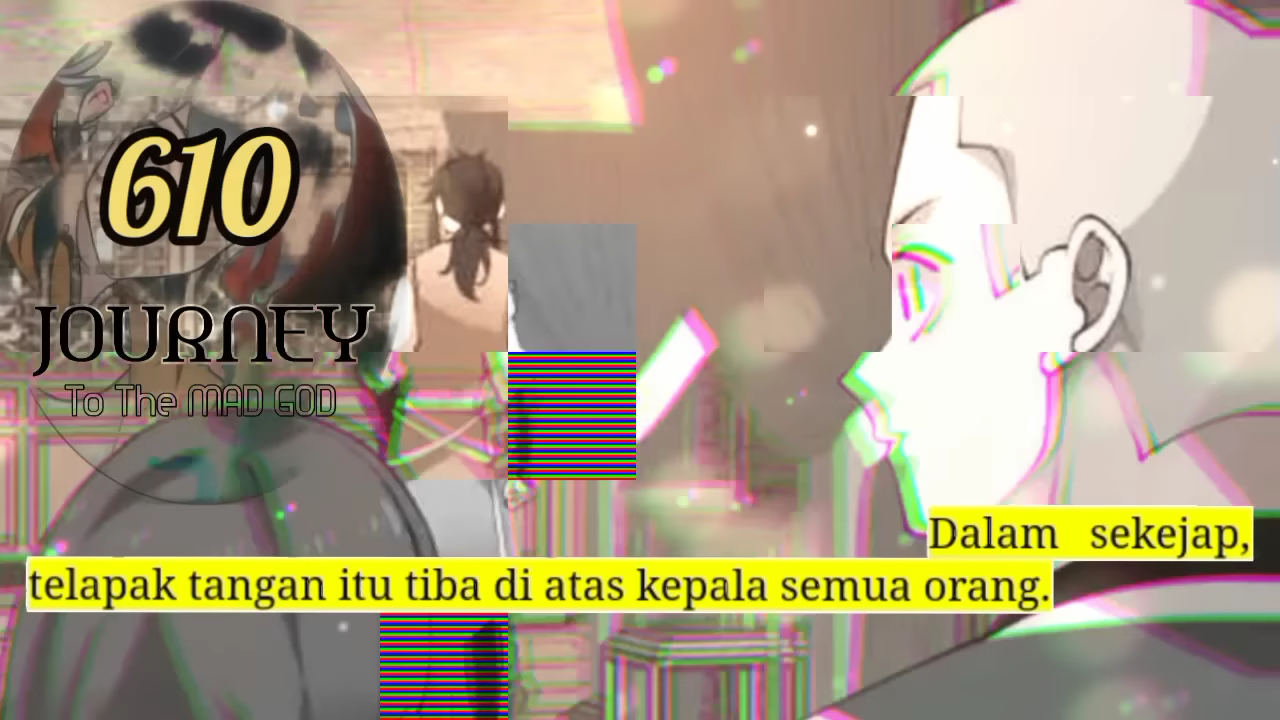 610
JOURNEY
To The MAD GOD
Dalam sekejap,
telapak tangan itu tiba di atas kepala semua orang.